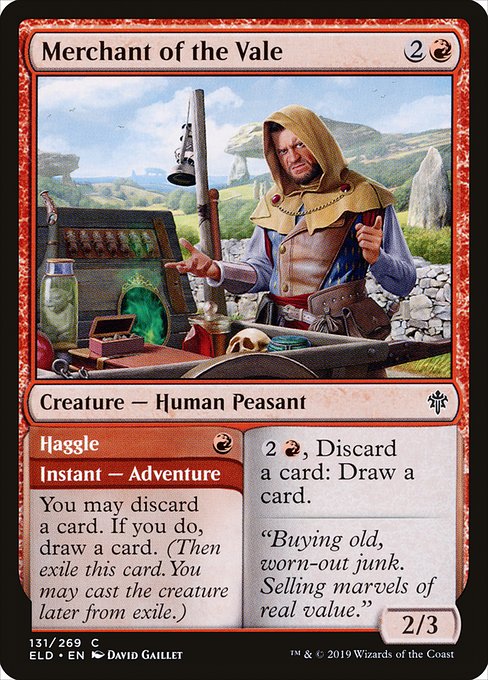 Merchant of the Vale 2
Creature — Human Peasant
Haggle
Instant — Adventure
You may discard
a card. If you do,
draw a card. (Then
exile this card. You
may cast the creature
later from exile.)
2 , Discard
a card: Draw a
card.
“Buying old,
worn-out junk.
Selling marvels of
real value.”
2/3
131/269 C
ELD • EN DAVID GAILLET
™ & © 2019 Wizards of the Coast